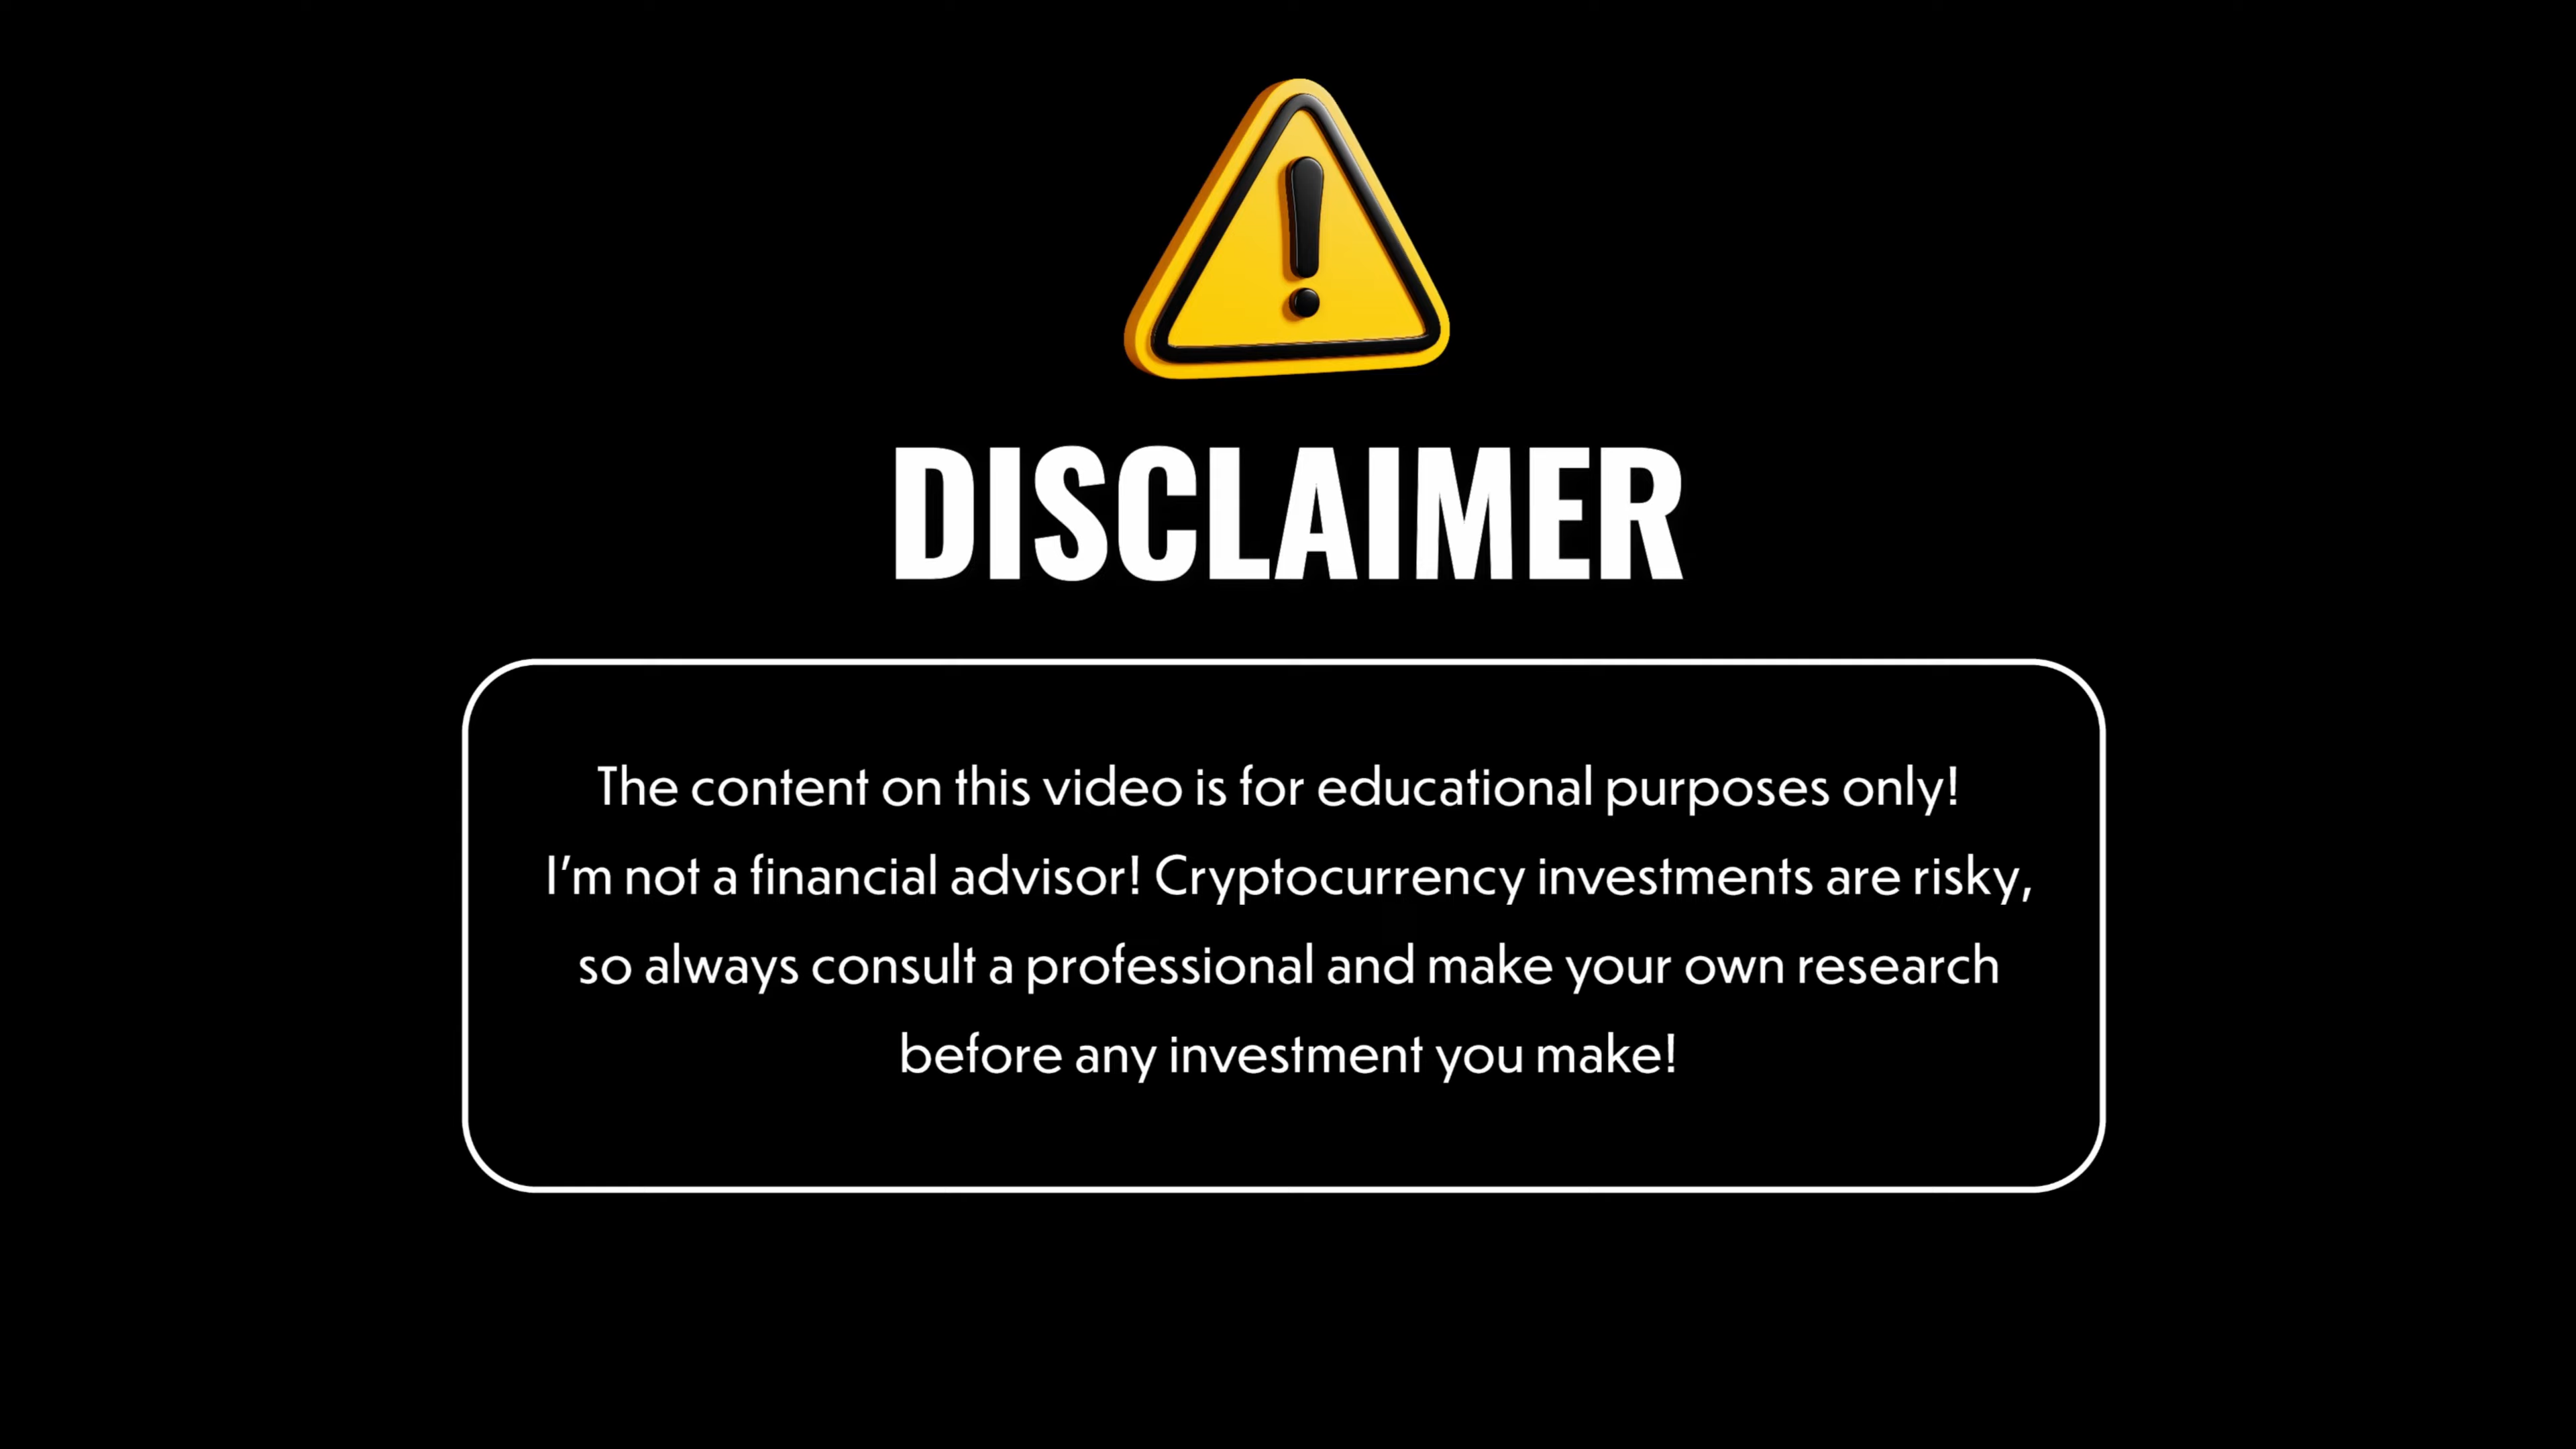 DISCLAIMER
The content on this video is for educational purposes only!
I'm not a financial advisor! Cryptocurrency investments are risky,
so always consult a professional and make your own research
before any investment you make!